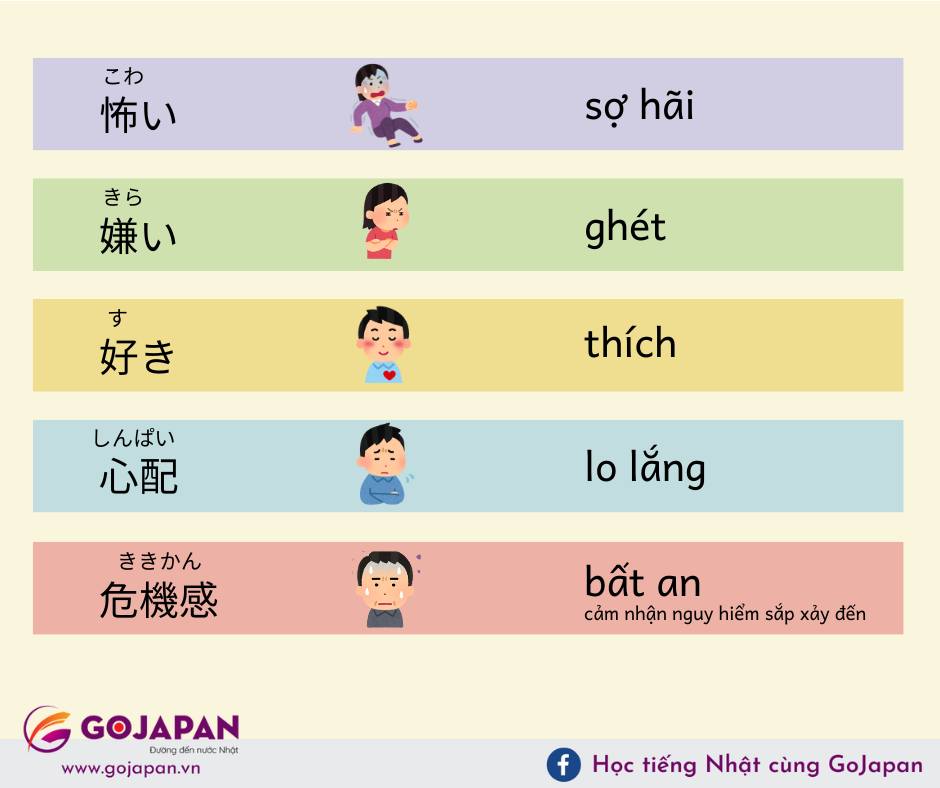 こわ
怖い
sợ hãi
きら
嫌い
ghét
す
好き
thích
しんぱい
心配
lo lắng
ききかん
危機感
bất an
cảm nhận nguy hiểm sắp xảy đến
GOJAPAN
Đường đến nước Nhật
www.gojapan.vn
f Học tiếng Nhật cùng GoJapan